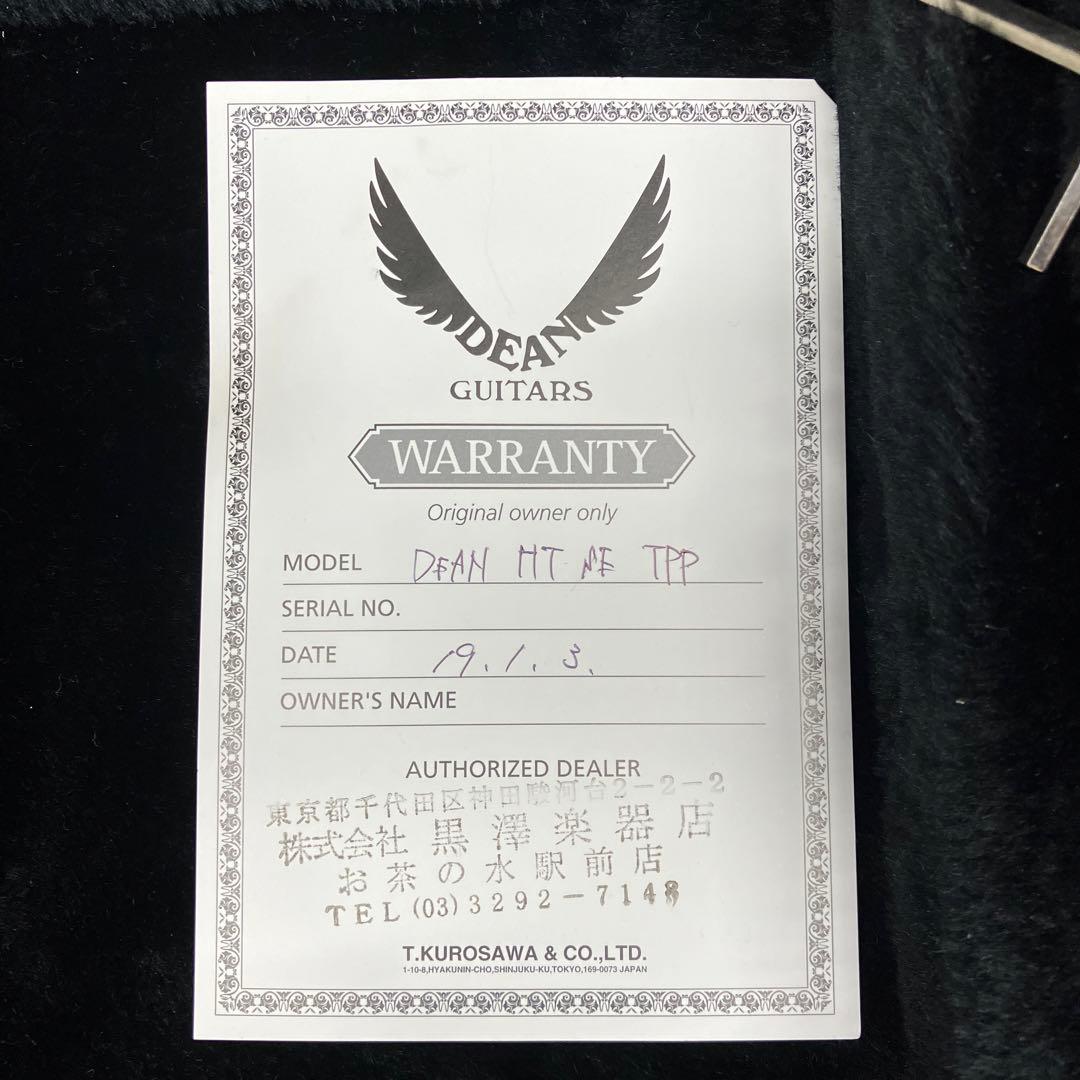 DEAN
GUITARS
WARRANTY
Original owner only
MODEL DEAN HT NE TPP
SERIAL NO.
DATE 19.1.3.
OWNER'S NAME
AUTHORIZED DEALER
東京都千代田区神田駿河台2-2-2
株式会社 黒澤楽器店
お茶の水駅前店
TEL(03)3292-7148
T.KUROSAWA & CO.,LTD.
1-10-8,HYAKUNIN-CHO,SHINJUKU-KU,TOKYO,169-0073 JAPAN